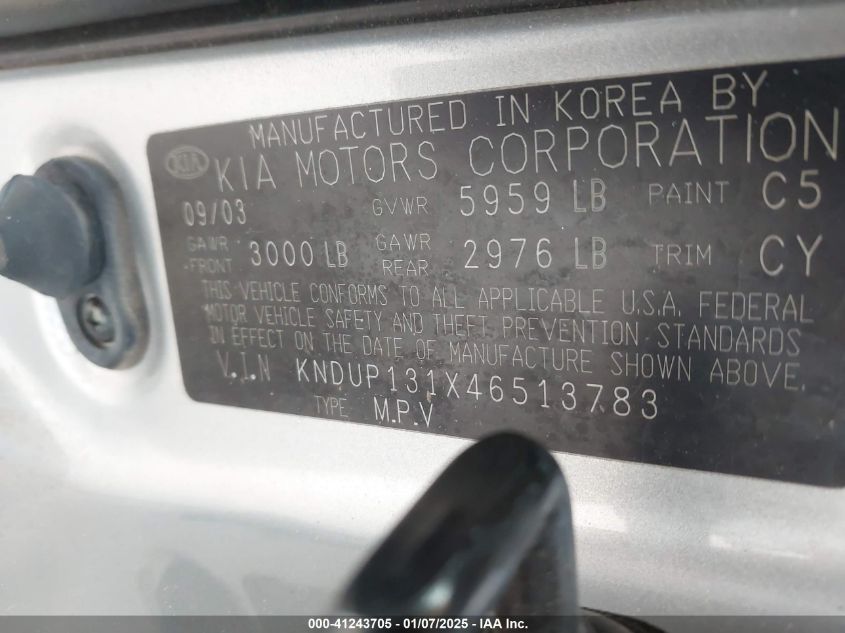 MANUFACTURED IN KOREA BY
KIA KIA MOTORS CORPORATION
09/03 GVWR 5959 LB PAINT C5
GAWR FRONT 3000 LB GAWR REAR 2976 LB TRIM CY
THIS VEHICLE CONFORMS TO ALL APPLICABLE U.S.A. FEDERAL
MOTOR VEHICLE SAFETY AND THEFT PREVENTION STANDARDS
IN EFFECT ON THE DATE OF MANUFACTURE SHOWN ABOVE.
V.I.N KNDUP131X46513783
TYPE M.P.V
000-41243705 - 01/07/2025 - IAA Inc.